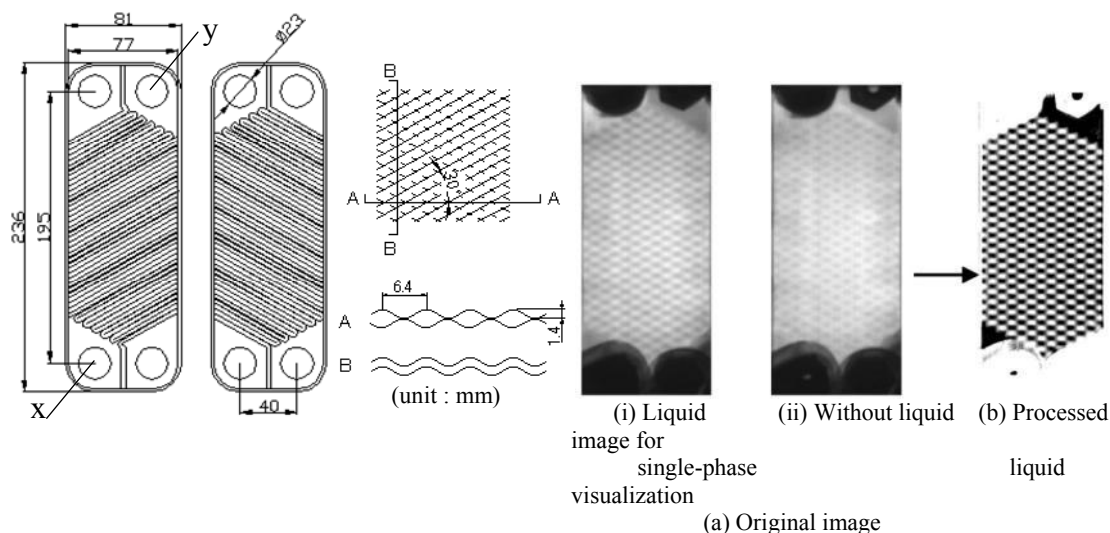 81
77
y
Ø23
236
195
x
40
B
B
30°
A
A
6.4
A
1.4
B
(unit : mm)
(i) Liquid
image for
single-phase
visualization
(ii) Without liquid
(b) Processed
liquid
(a) Original image